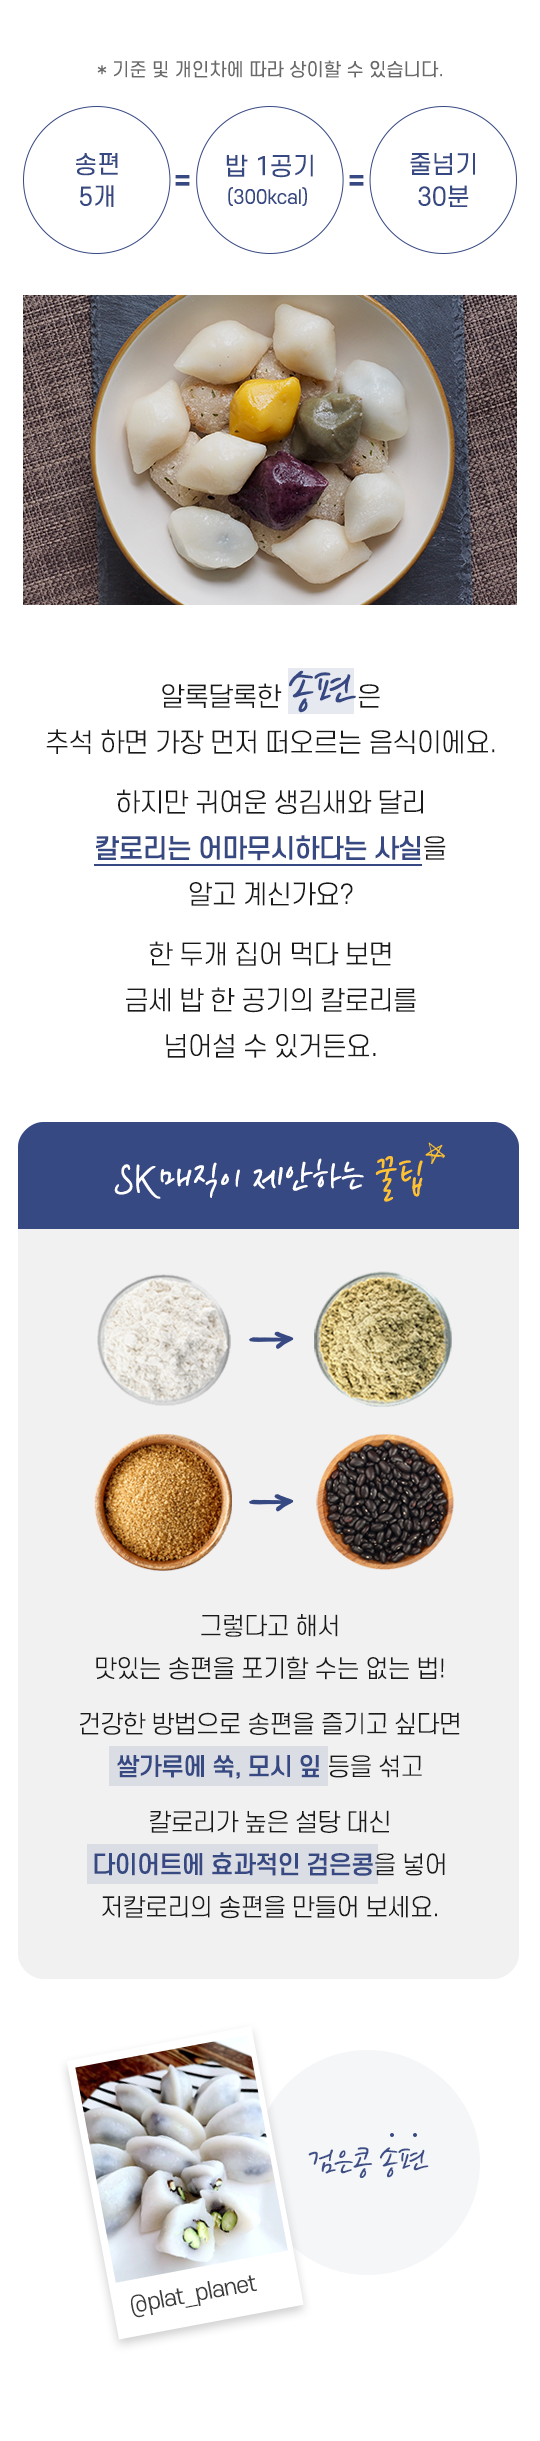 * 기준 및 개인차에 따라 상이할 수 있습니다.
송편
5개
=
밥 1공기
(300kcal)
=
줄넘기
30분
알록달록한 송편은
추석 하면 가장 먼저 떠오르는 음식이에요.
하지만 귀여운 생김새와 달리
칼로리는 어마무시하다는 사실을
알고 계신가요?
한 두개 집어 먹다 보면
금세 밥 한 공기의 칼로리를
넘어설 수 있거든요.
SK매직이 제안하는 꿀팁
그렇다고 해서
맛있는 송편을 포기할 수는 없는 법!
건강한 방법으로 송편을 즐기고 싶다면
쌀가루에 쑥, 모시 잎 등을 섞고
칼로리가 높은 설탕 대신
다이어트에 효과적인 검은콩을 넣어
저칼로리의 송편을 만들어 보세요.
검은콩 송편
@plat_planet